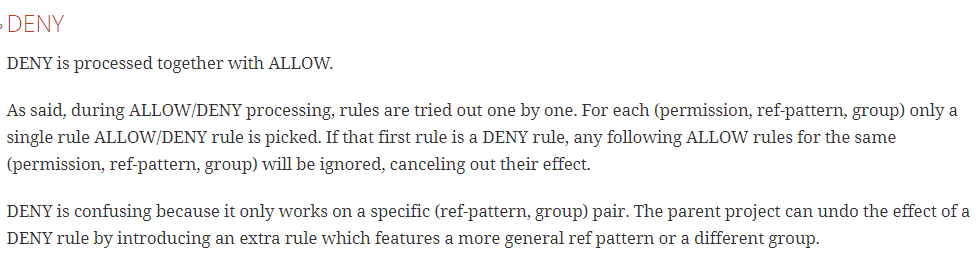 DENY
DENY is processed together with ALLOW.
As said, during ALLOW/DENY processing, rules are tried out one by one. For each (permission, ref-pattern, group) only a
single rule ALLOW/DENY rule is picked. If that first rule is a DENY rule, any following ALLOW rules for the same
(permission, ref-pattern, group) will be ignored, canceling out their effect.
DENY is confusing because it only works on a specific (ref-pattern, group) pair. The parent project can undo the effect of a
DENY rule by introducing an extra rule which features a more general ref pattern or a different group.